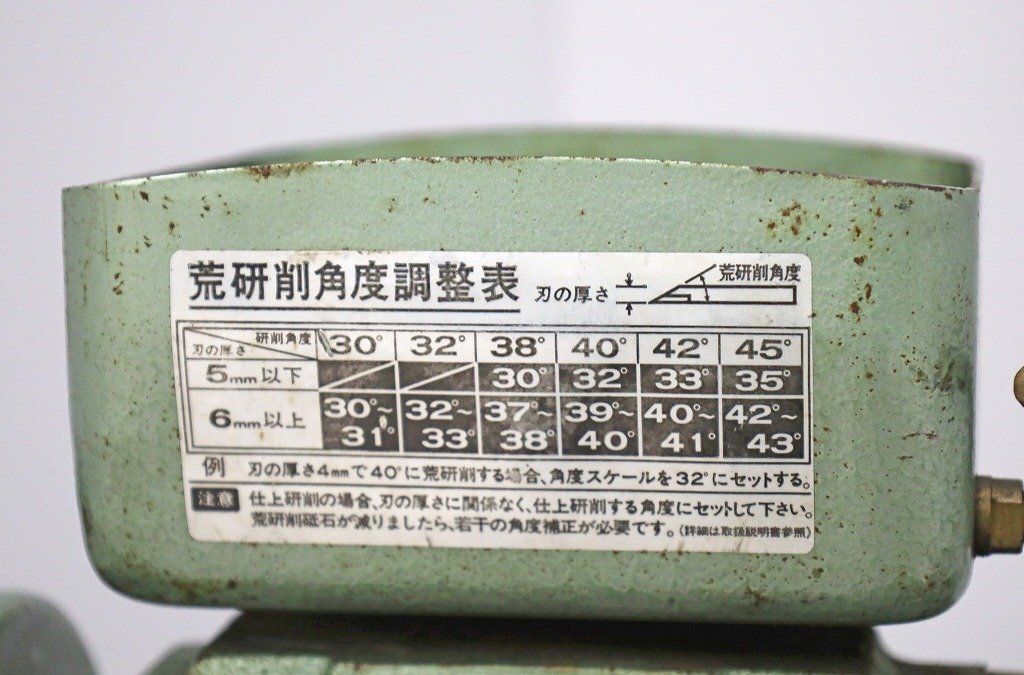 荒研削角度調整表
刃の厚さ
荒研削角度
研削角度 30° 32° 38° 40° 42° 45°
刃の厚さ
5mm以下 30° 32° 33° 35°
6mm以上 30°~31° 32°~33° 37°~38° 39°~40° 40°~41° 42°~43°
例 刃の厚さ4mmで40°に荒研削する場合、角度スケールを32°にセットする。
注意 仕上研削の場合、刃の厚さに関係なく、仕上研削する角度にセットして下さい。
荒研削砥石が減りましたら、若干の角度補正が必要です。(詳細は取扱説明書参照)